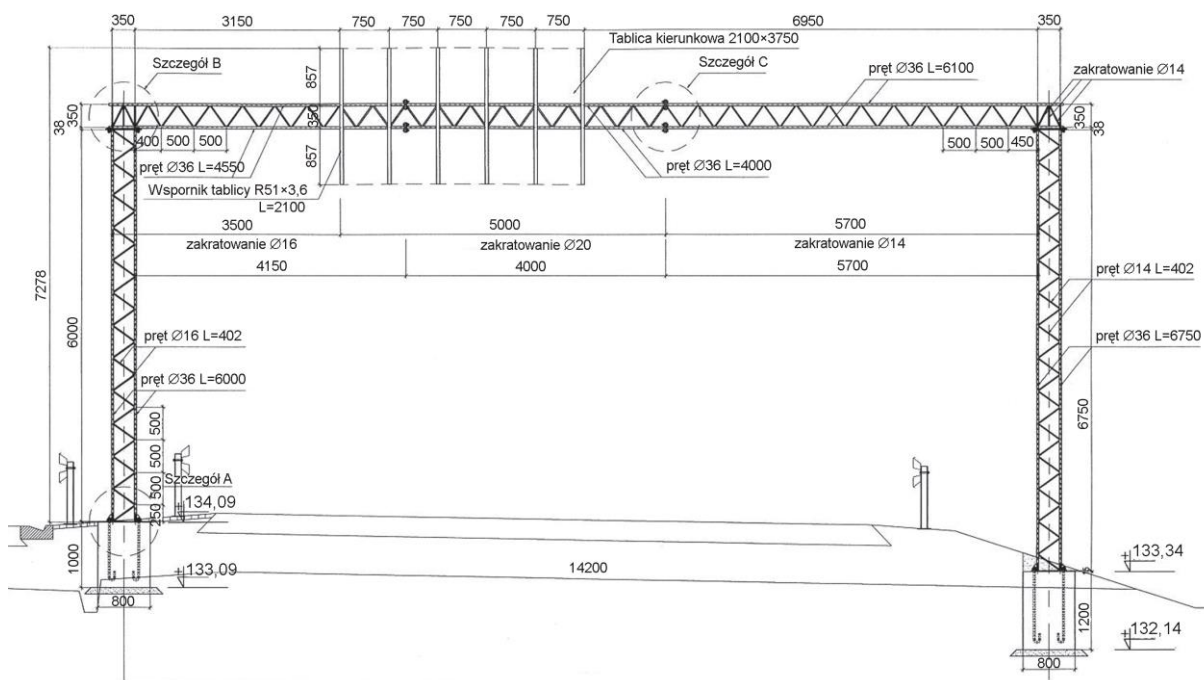 350 3150 750 750 750 750 750 6950 350
Tablica kierunkowa 2100×3750
Szczegół B
Szczegół C
pręt Ø36 L=6100
zakratowanie Ø14
857
38
350
350
350
38
400 500 500
500 500 450
857
pręt Ø36 L=4550
pręt Ø36 L=4000
Wspornik tablicy R51×3,6
L=2100
3500 5000 5700
zakratowanie Ø16 zakratowanie Ø20 zakratowanie Ø14
4150 4000 5700
7278
6000
pręt Ø14 L=402
pręt Ø16 L=402
pręt Ø36 L=6750
pręt Ø36 L=6000
6750
500
500
500
250
Szczegół A
+134,09
1000
+133,09
14200
+133,34
800
1200
+132,14
800